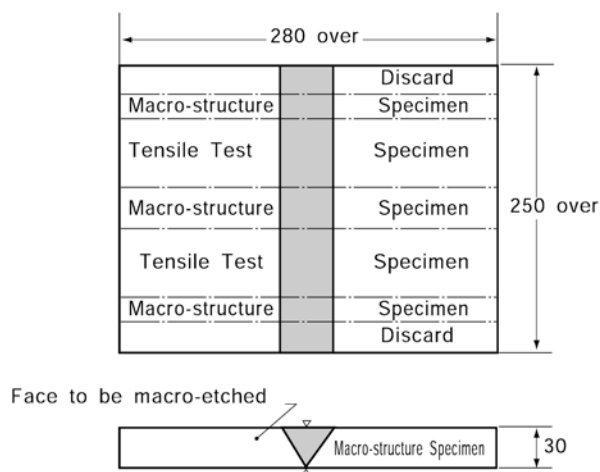 280 over
Discard
Macro-structure Specimen
Tensile Test Specimen
Macro-structure Specimen
250 over
Tensile Test Specimen
Macro-structure Specimen
Discard
Face to be macro-etched
Macro-structure Specimen
30